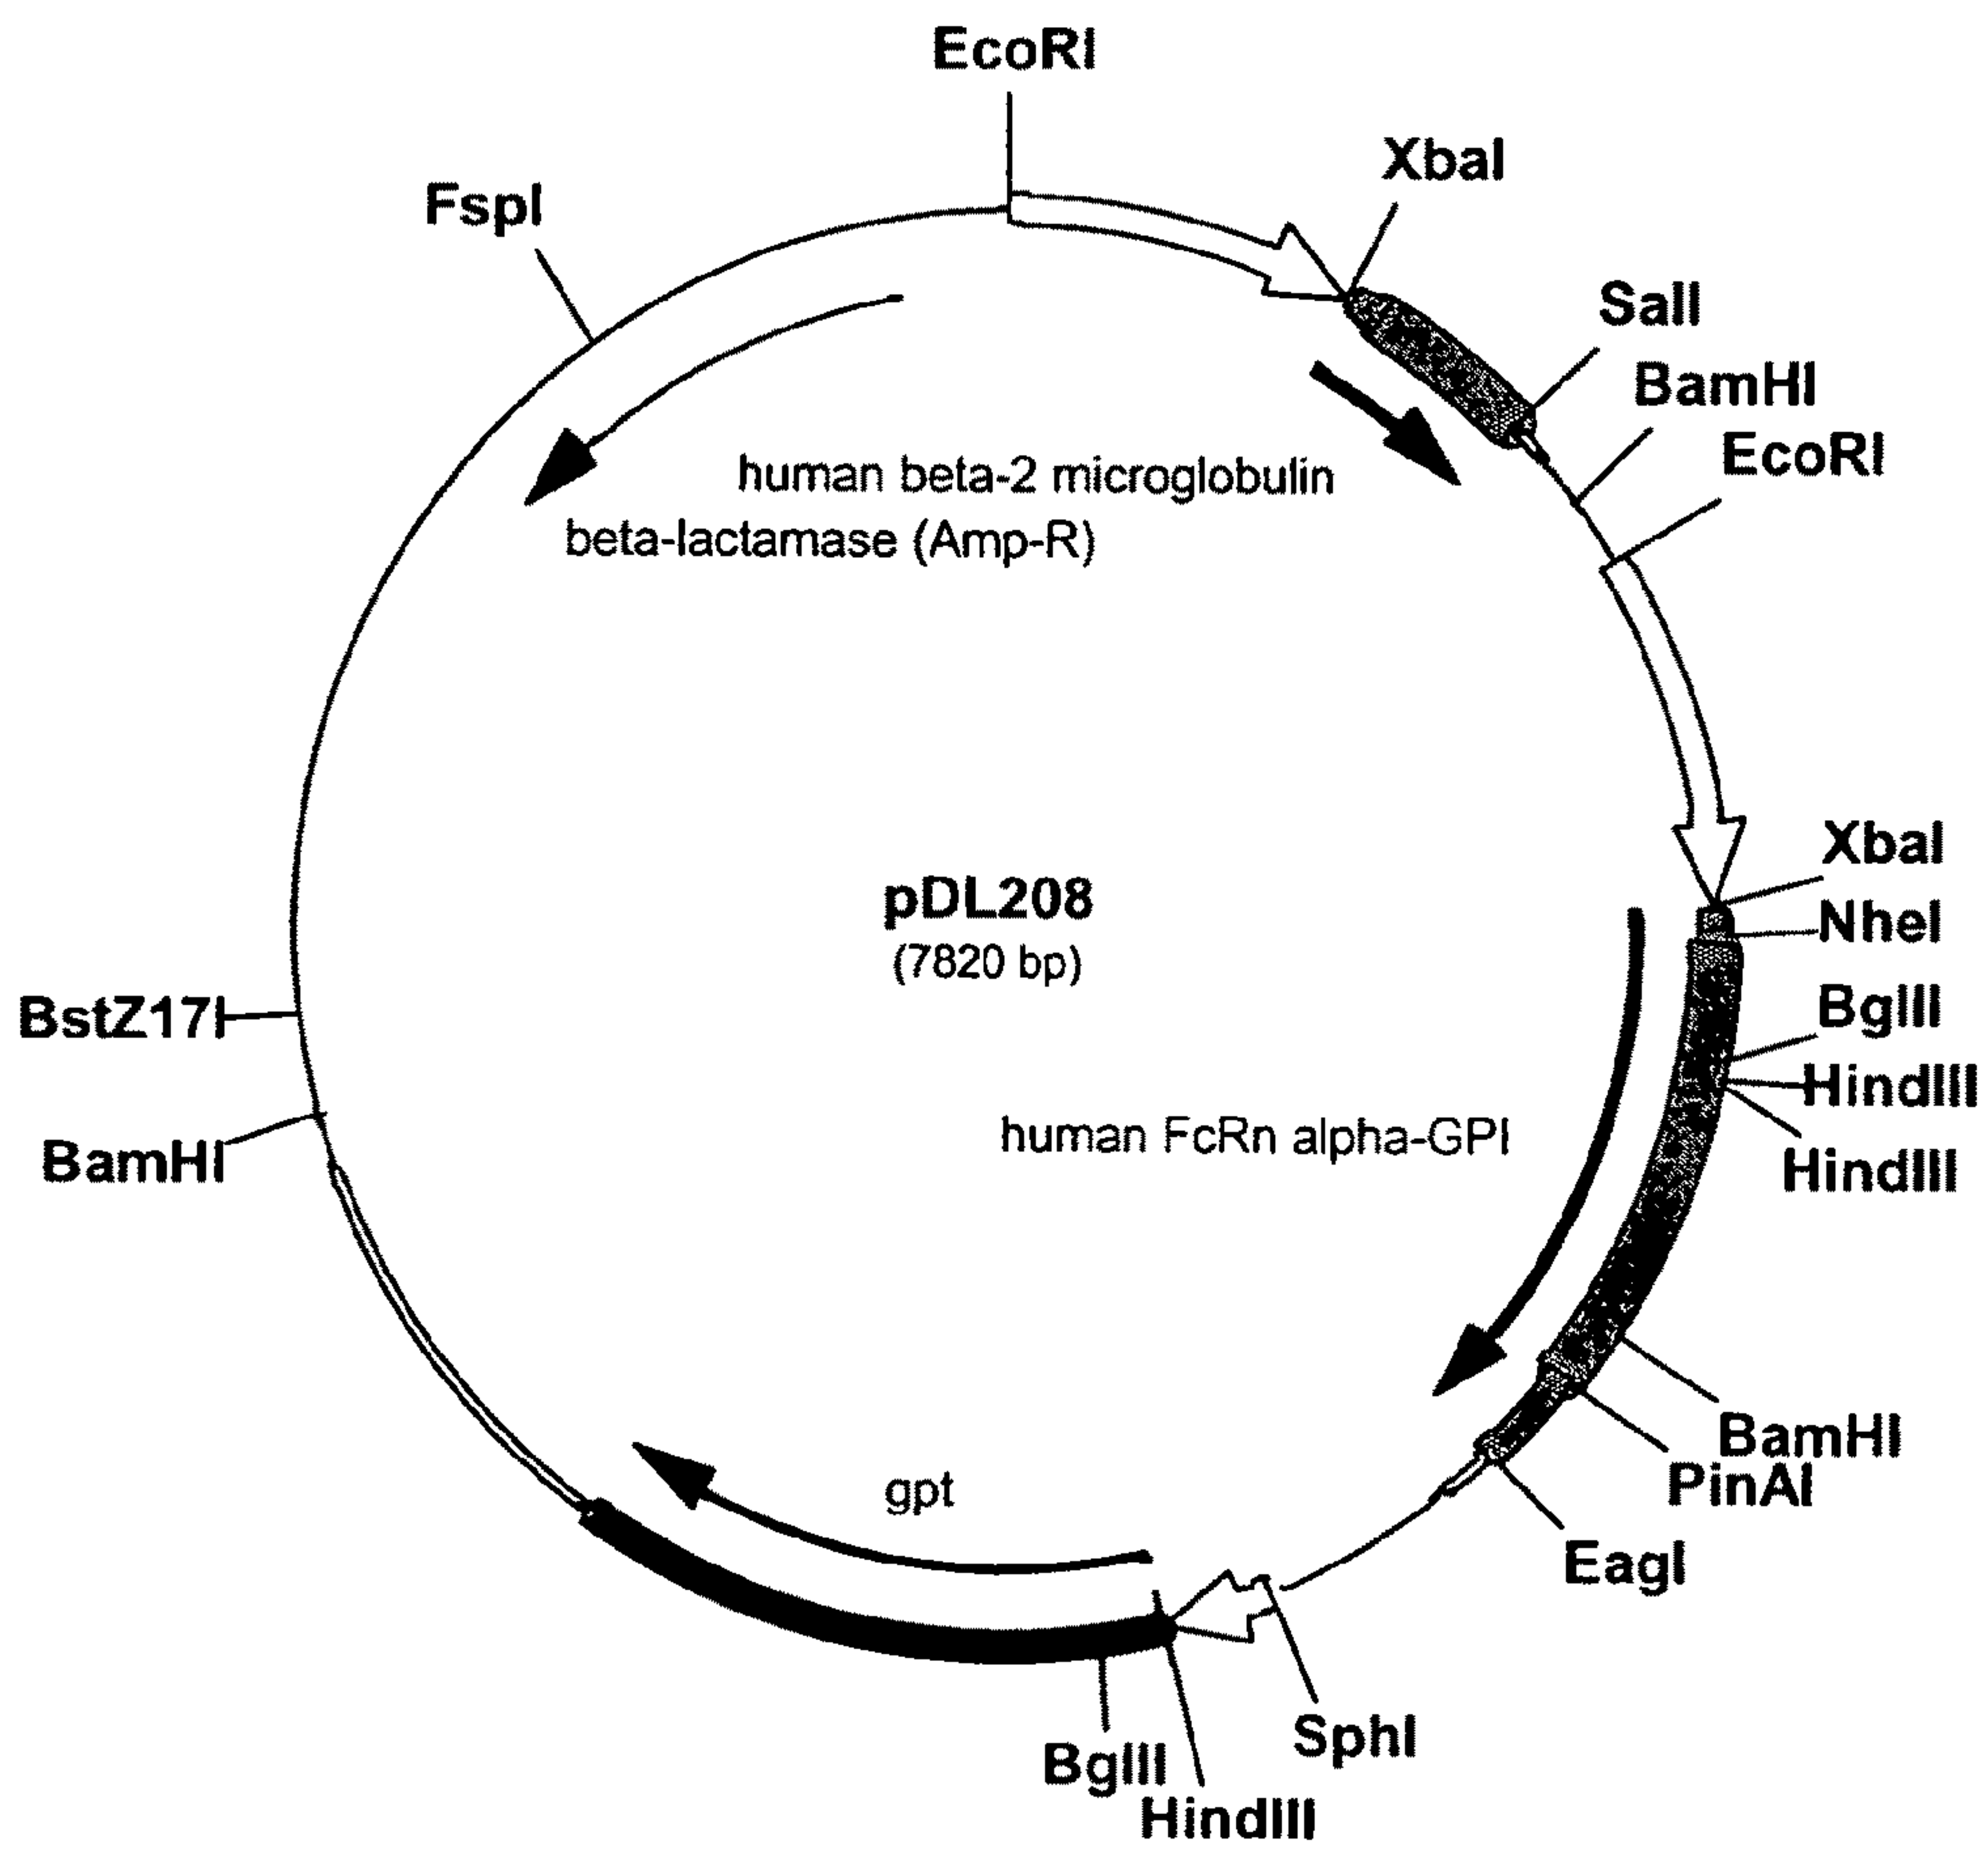 EcoRI
XbaI
FspI
SalI
BamHI
EcoRI
human beta-2 microglobulin
beta-lactamase (Amp-R)
XbaI
pDL208
NheI
(7820 bp)
BglII
BstZ17I
HindIII
human FcRn alpha-GPI
BamHI
HindIII
BamHI
PinAI
gpt
EagI
SphI
BglII
HindIII